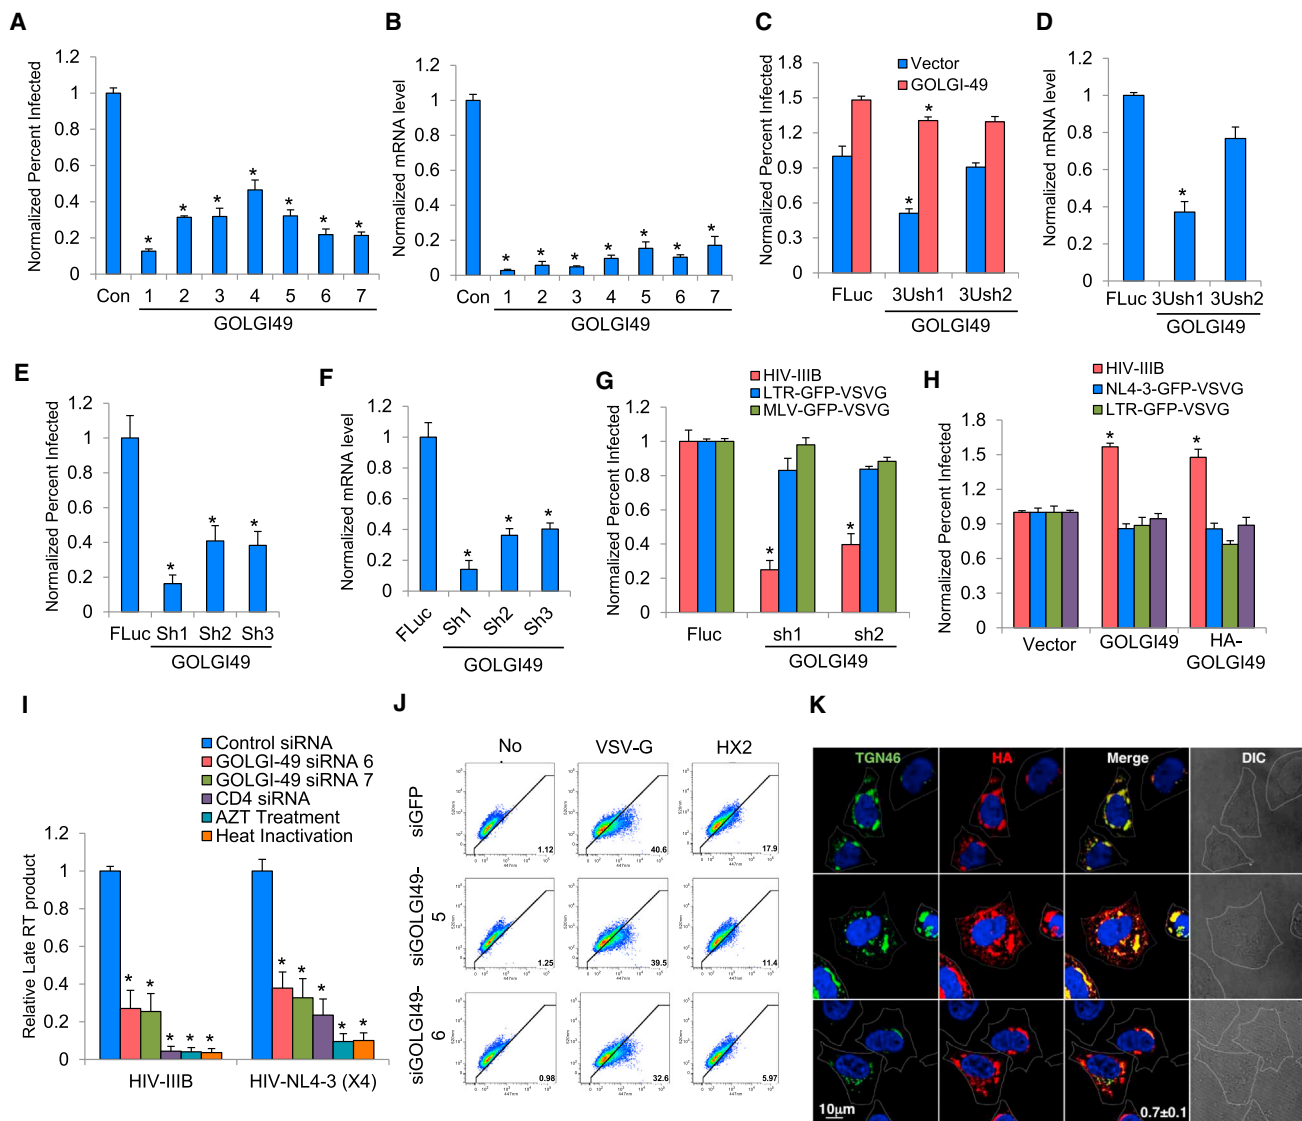 A
Normalized Percent Infected
1.2
1
0.8
0.6
0.4
0.2
0
* * * * * * *
Con 1 2 3 4 5 6 7
GOLGI49
B
Normalized mRNA level
1.2
1
0.8
0.6
0.4
0.2
0
* * * * * * *
Con 1 2 3 4 5 6 7
GOLGI49
C
Vector
GOLGI-49
Normalized Percent Infected
1.8
1.5
1.2
0.9
0.6
0.3
0
* *
FLuc 3Ush1 3Ush2
GOLGI49
D
Normalized mRNA level
1.2
1
0.8
0.6
0.4
0.2
0
*
FLuc 3Ush1 3Ush2
GOLGI49
E
Normalized Percent Infected
1.2
1
0.8
0.6
0.4
0.2
0
* * *
FLuc Sh1 Sh2 Sh3
GOLGI49
F
Normalized mRNA level
1.2
1
0.8
0.6
0.4
0.2
0
* * *
FLuc Sh1 Sh2 Sh3
GOLGI49
G
HIV-IIIB
LTR-GFP-VSVG
MLV-GFP-VSVG
Normalized Percent Infected
1.2
1
0.8
0.6
0.4
0.2
0
* *
Fluc sh1 sh2
GOLGI49
H
HIV-IIIB
NL4-3-GFP-VSVG
LTR-GFP-VSVG
Normalized Percent Infected
1.8
1.5
1.2
0.9
0.6
0.3
0
* *
Vector GOLGI49 HA-
GOLGI49
I
Control siRNA
GOLGI-49 siRNA 6
GOLGI-49 siRNA 7
CD4 siRNA
AZT Treatment
Heat Inactivation
Relative Late RT product
1.2
1
0.8
0.6
0.4
0.2
0
* * * * * * * * * *
HIV-IIIB HIV-NL4-3 (X4)
J
No VSV-G HX2
siGFP
1.12 40.6 17.9
siGOLGI49-
5
1.25 39.5 11.4
siGOLGI49-
6
0.98 32.6 5.97
447nm 447nm 447nm
K
TGN46 HA Merge DIC
10μm
0.7±0.1